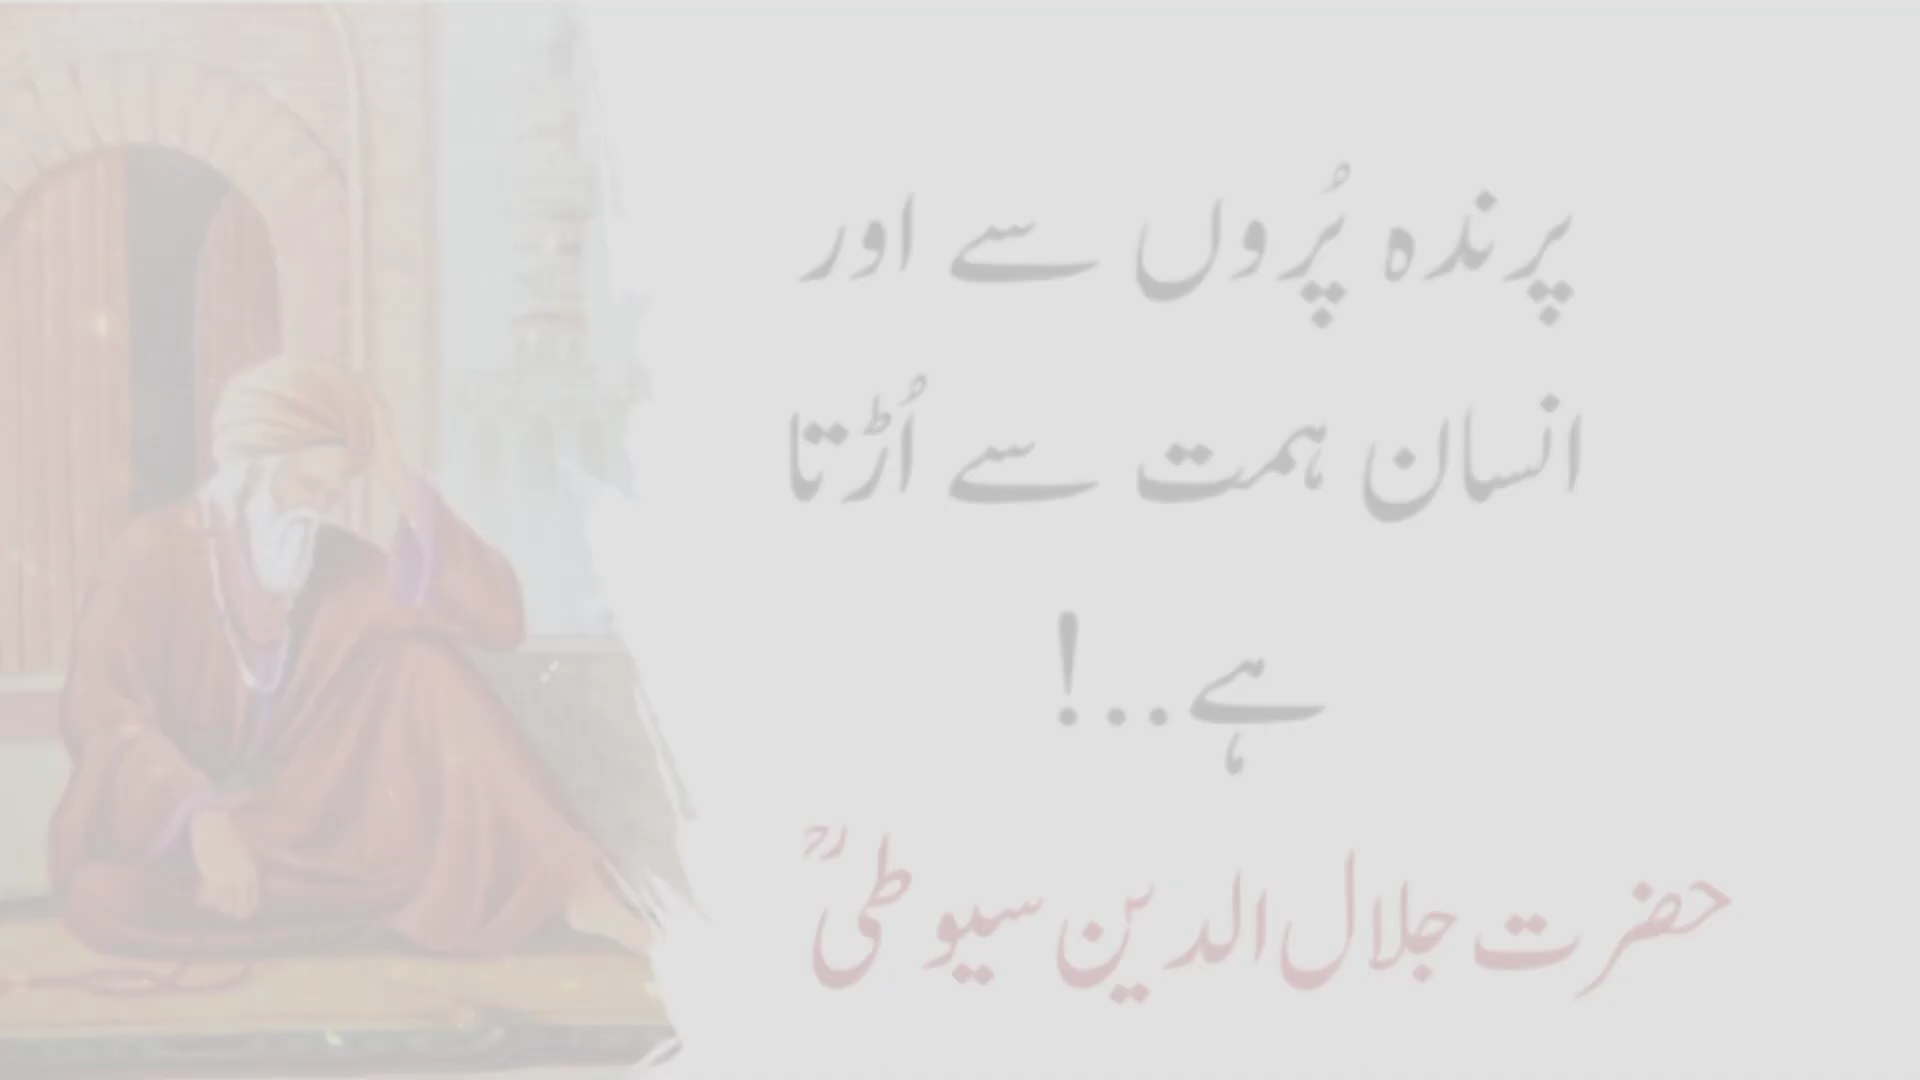 پرندہ پُروں سے اور
انسان ہمت سے اُڑتا
ہے..!
حضرت جلال الدین سیوطیؒ